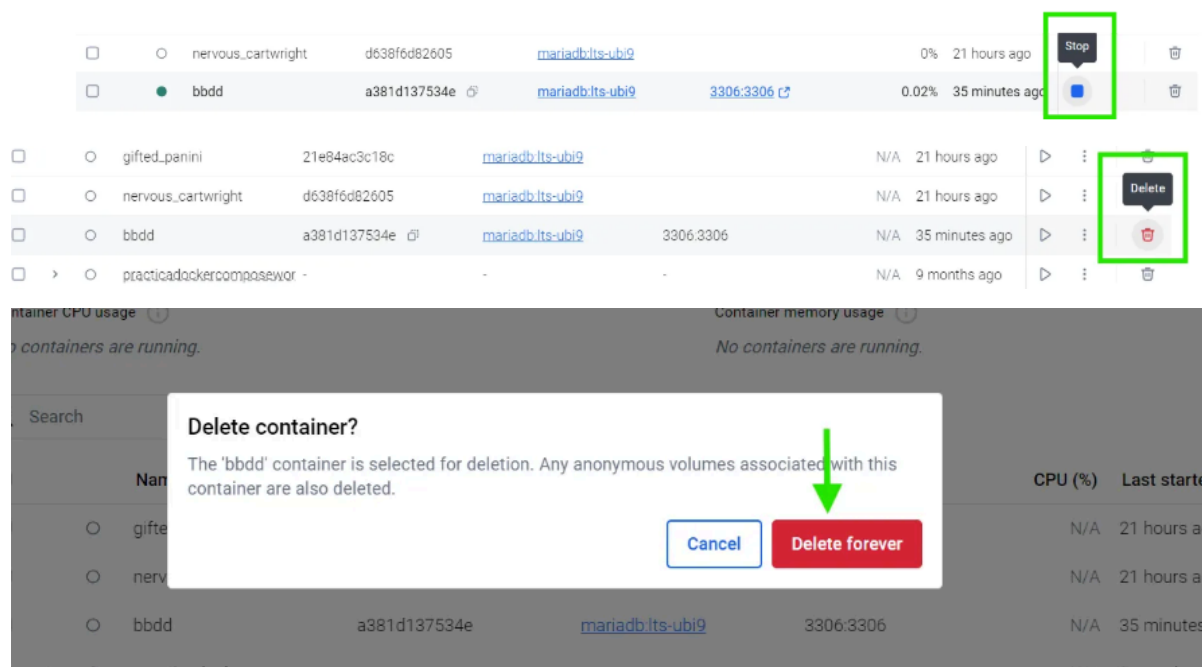 Stop
nervous_cartwright d638f6d82605 mariadb:lts-ubi9 0% 21 hours ago
bbdd a381d137534e mariadb:lts-ubi9 3306:3306 0.02% 35 minutes ago
gifted_panini 21e84ac3c18c mariadb:lts-ubi9 N/A 21 hours ago
Delete
nervous_cartwright d638f6d82605 mariadb:lts-ubi9 N/A 21 hours ago
bbdd a381d137534e mariadb:lts-ubi9 3306:3306 N/A 35 minutes ago
practicadockercomposewor - - - N/A 9 months ago
ntainer CPU usage Container memory usage
containers are running. No containers are running.
Search
Delete container?
The 'bbdd' container is selected for deletion. Any anonymous volumes associated with this
container are also deleted.
Nam CPU (%) Last starte
Cancel Delete forever
gifte N/A 21 hours a
nerv N/A 21 hours a
bbdd a381d137534e mariadb:lts-ubi9 3306:3306 N/A 35 minutes